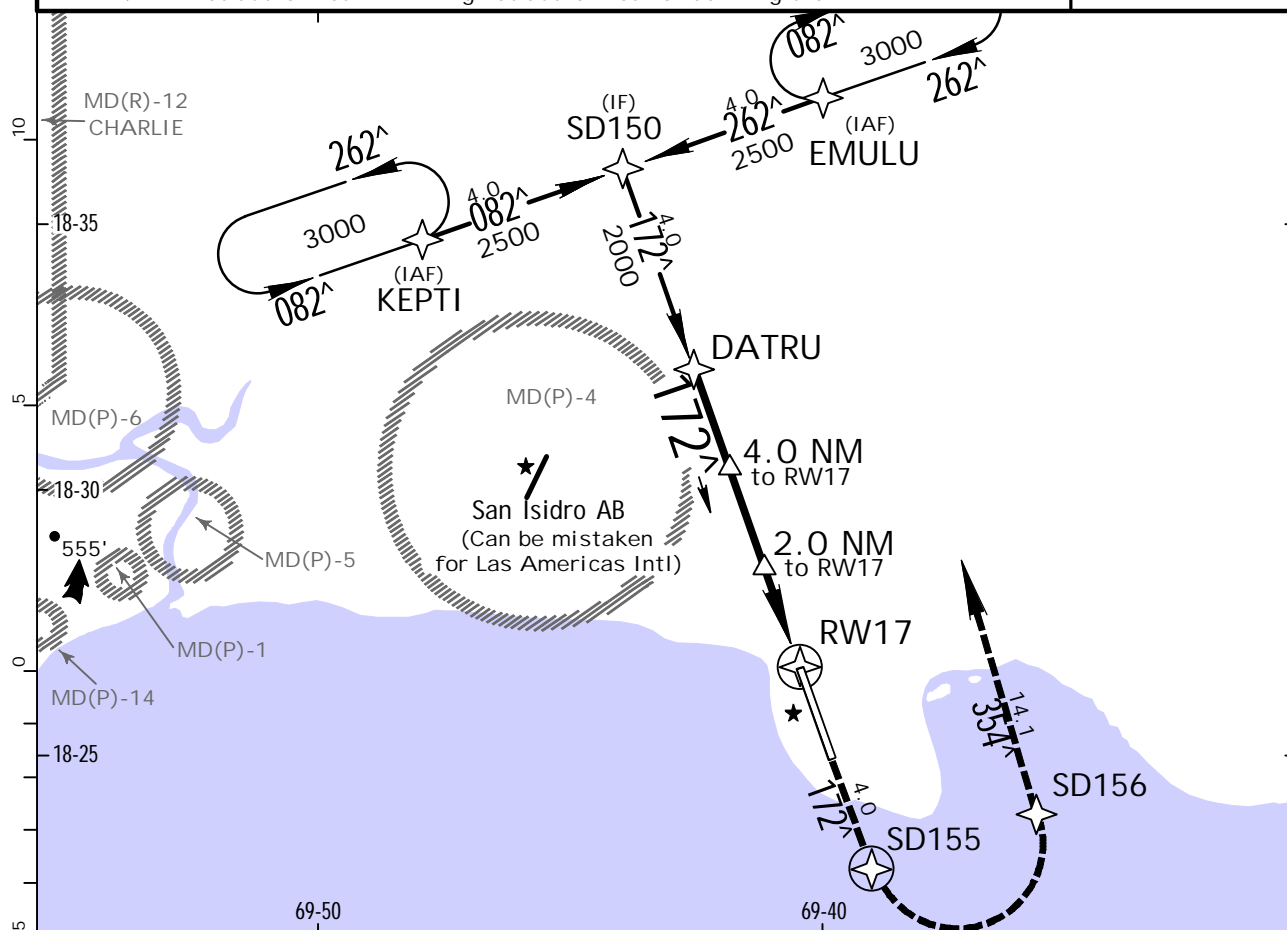 082^
3000
262^
MD(R)-12
CHARLIE
(IF)
SD150
4.0
262^
2500
(IAF)
EMULU
10
262^
3000
082^
4.0
082^
2500
(IAF)
KEPTI
18-35
172^
4.0
2000
DATRU
MD(P)-4
MD(P)-6
5
172^
4.0 NM
to RW17
18-30
San Isidro AB
(Can be mistaken
for Las Americas Intl)
555'
MD(P)-5
2.0 NM
to RW17
MD(P)-1
MD(P)-14
RW17
0
18-25
14.1
354^
172^
4.0
SD156
SD155
69-50
69-40
5